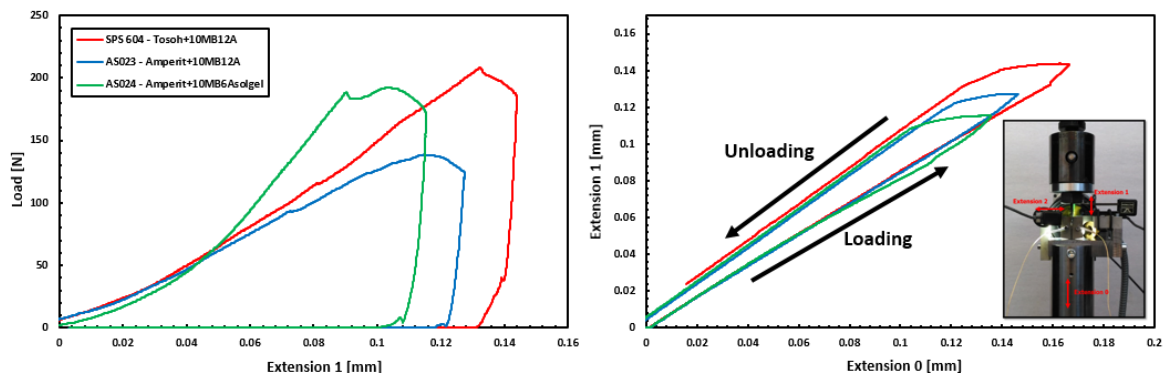 250
200
150
100
50
0
0 0.02 0.04 0.06 0.08 0.1 0.12 0.14 0.16
Load [N]
Extension 1 [mm]
SPS 604 - Tosoh+10MB12A
AS023 - Amperit+10MB12A
AS024 - Amperit+10MB6Asolgel
0.16
0.14
0.12
0.1
0.08
0.06
0.04
0.02
0
0 0.02 0.04 0.06 0.08 0.1 0.12 0.14 0.16 0.18 0.2
Extension 1 [mm]
Extension 0 [mm]
Unloading
Loading
Extension 1
Extension 2
Extension 0